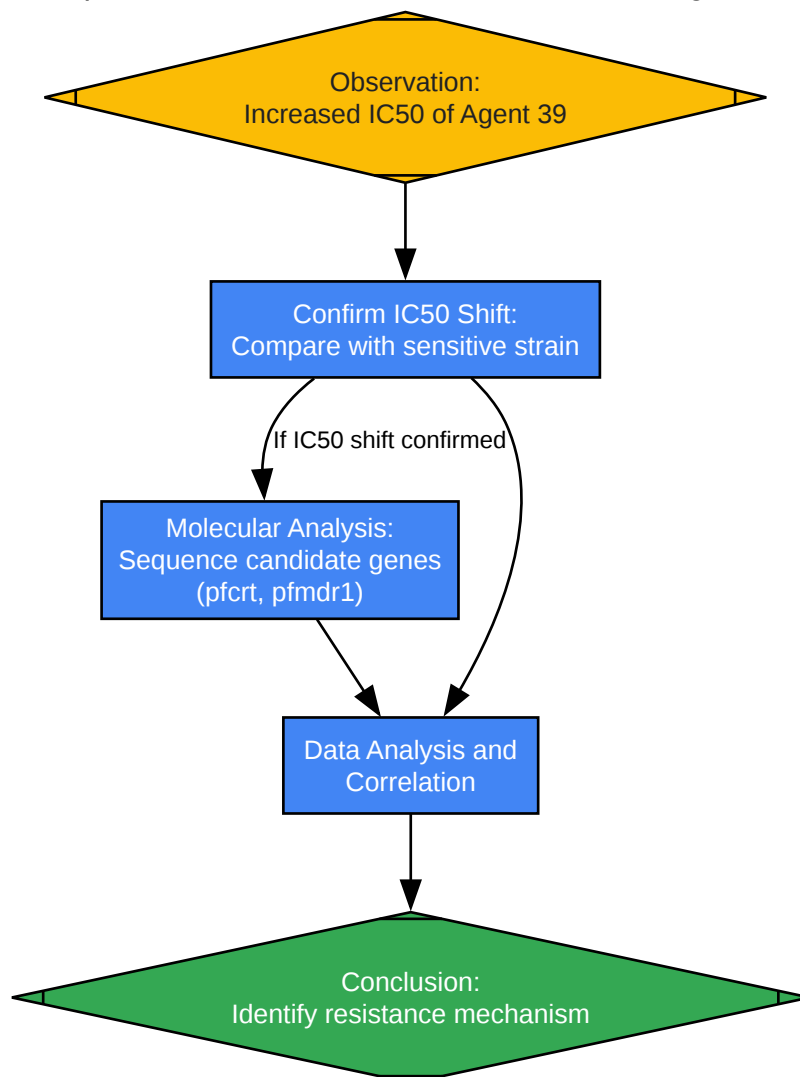 Observation:
Increased IC50 of Agent 39
Confirm IC50 Shift:
Compare with sensitive strain
If IC50 shift confirmed
Molecular Analysis:
Sequence candidate genes
(pfcrt, pfmdr1)
Data Analysis and
Correlation
Conclusion:
Identify resistance mechanism